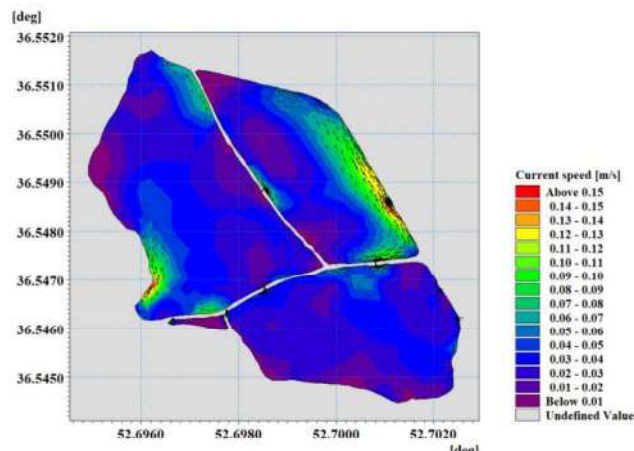 [deg]
36.5520
36.5510
36.5500
36.5490
36.5480
36.5470
36.5460
36.5450
52.6960 52.6980 52.7000 52.7020
[deg]
Current speed [m/s]
Above 0.15
0.14 - 0.15
0.13 - 0.14
0.12 - 0.13
0.11 - 0.12
0.10 - 0.11
0.09 - 0.10
0.08 - 0.09
0.07 - 0.08
0.06 - 0.07
0.05 - 0.06
0.04 - 0.05
0.03 - 0.04
0.02 - 0.03
0.01 - 0.02
Below 0.01
Undefined Value